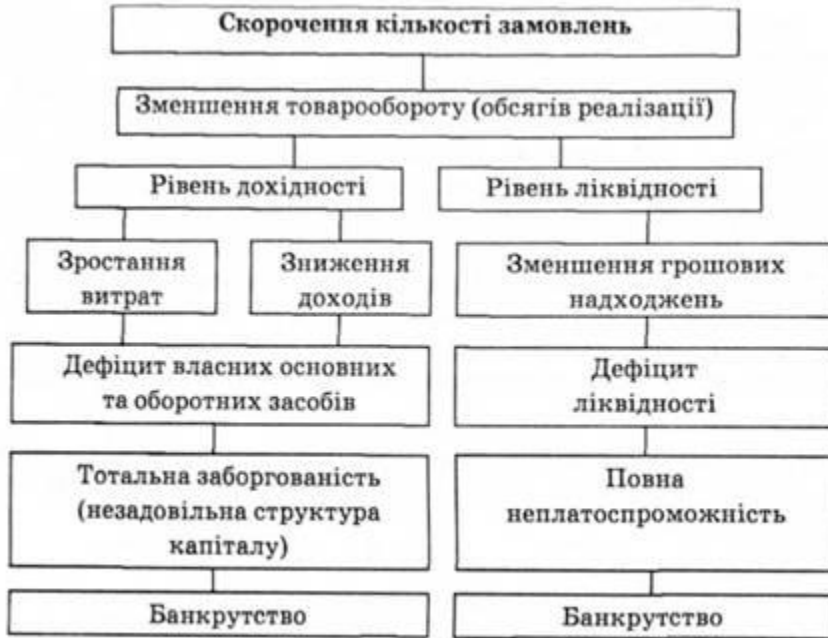 Скорочення кількості замовлень
Зменшення товарообороту (обсягів реалізації)
Рівень дохідності
Рівень ліквідності
Зростання
витрат
Зниження
доходів
Зменшення грошових
надходжень
Дефіцит власних основних
та оборотних засобів
Дефіцит
ліквідності
Тотальна заборгованість
(незадовільна структура
капіталу)
Повна
неплатоспроможність
Банкрутство
Банкрутство